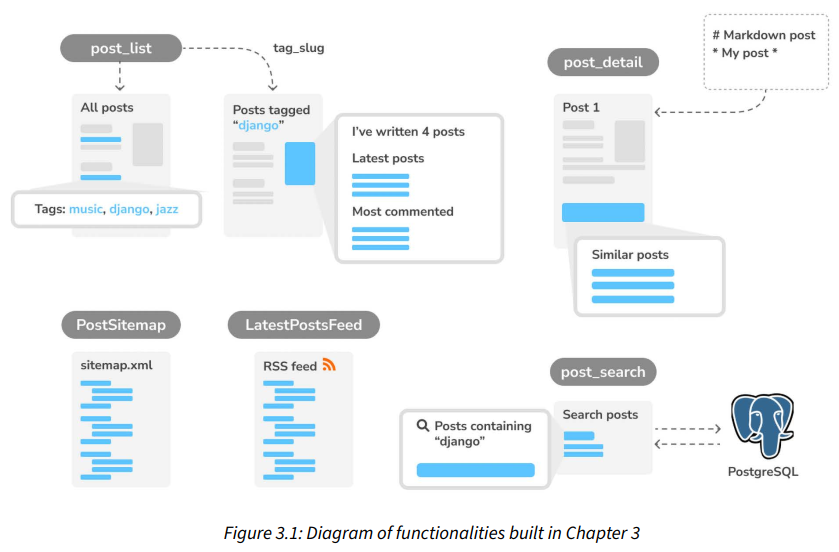 post_list
tag_slug
All posts
Tags: music, django, jazz
Posts tagged
“django”
I’ve written 4 posts
Latest posts
Most commented
post_detail
# Markdown post
* My post *
Post 1
Similar posts
PostSitemap
sitemap.xml
LatestPostsFeed
RSS feed
post_search
Search posts
Posts containing
“django”
PostgreSQL
Figure 3.1: Diagram of functionalities built in Chapter 3